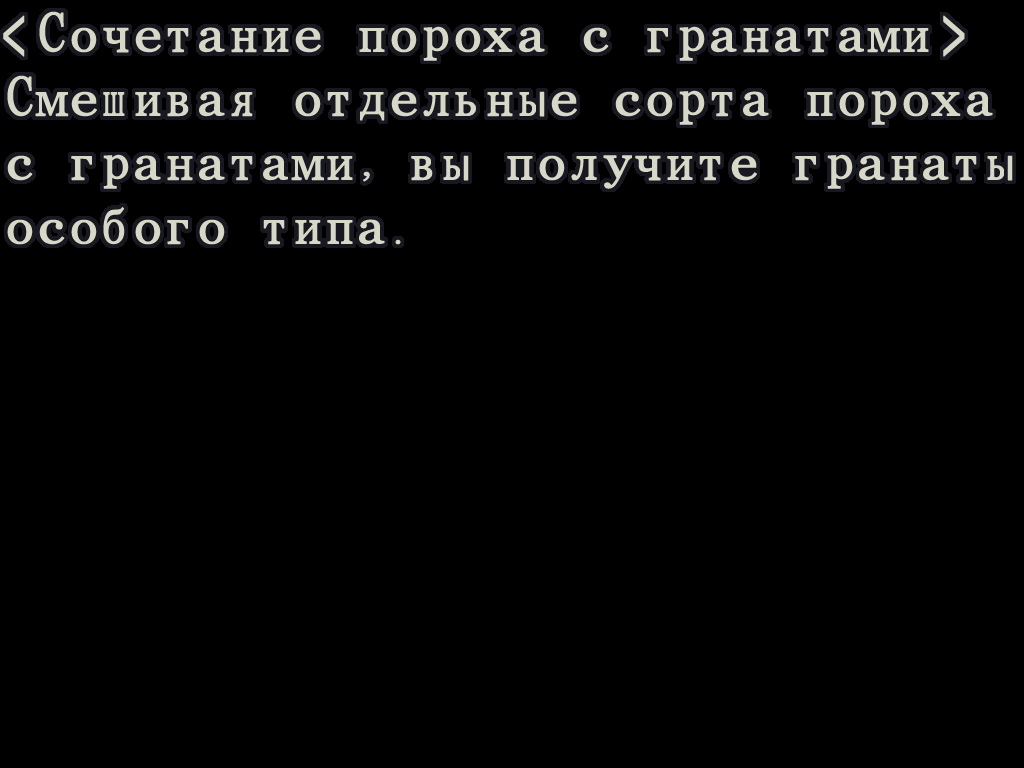 <Сочетание пороха с гранатами>
Смешивая отдельные сорта пороха
с гранатами, вы получите гранаты
особого типа.